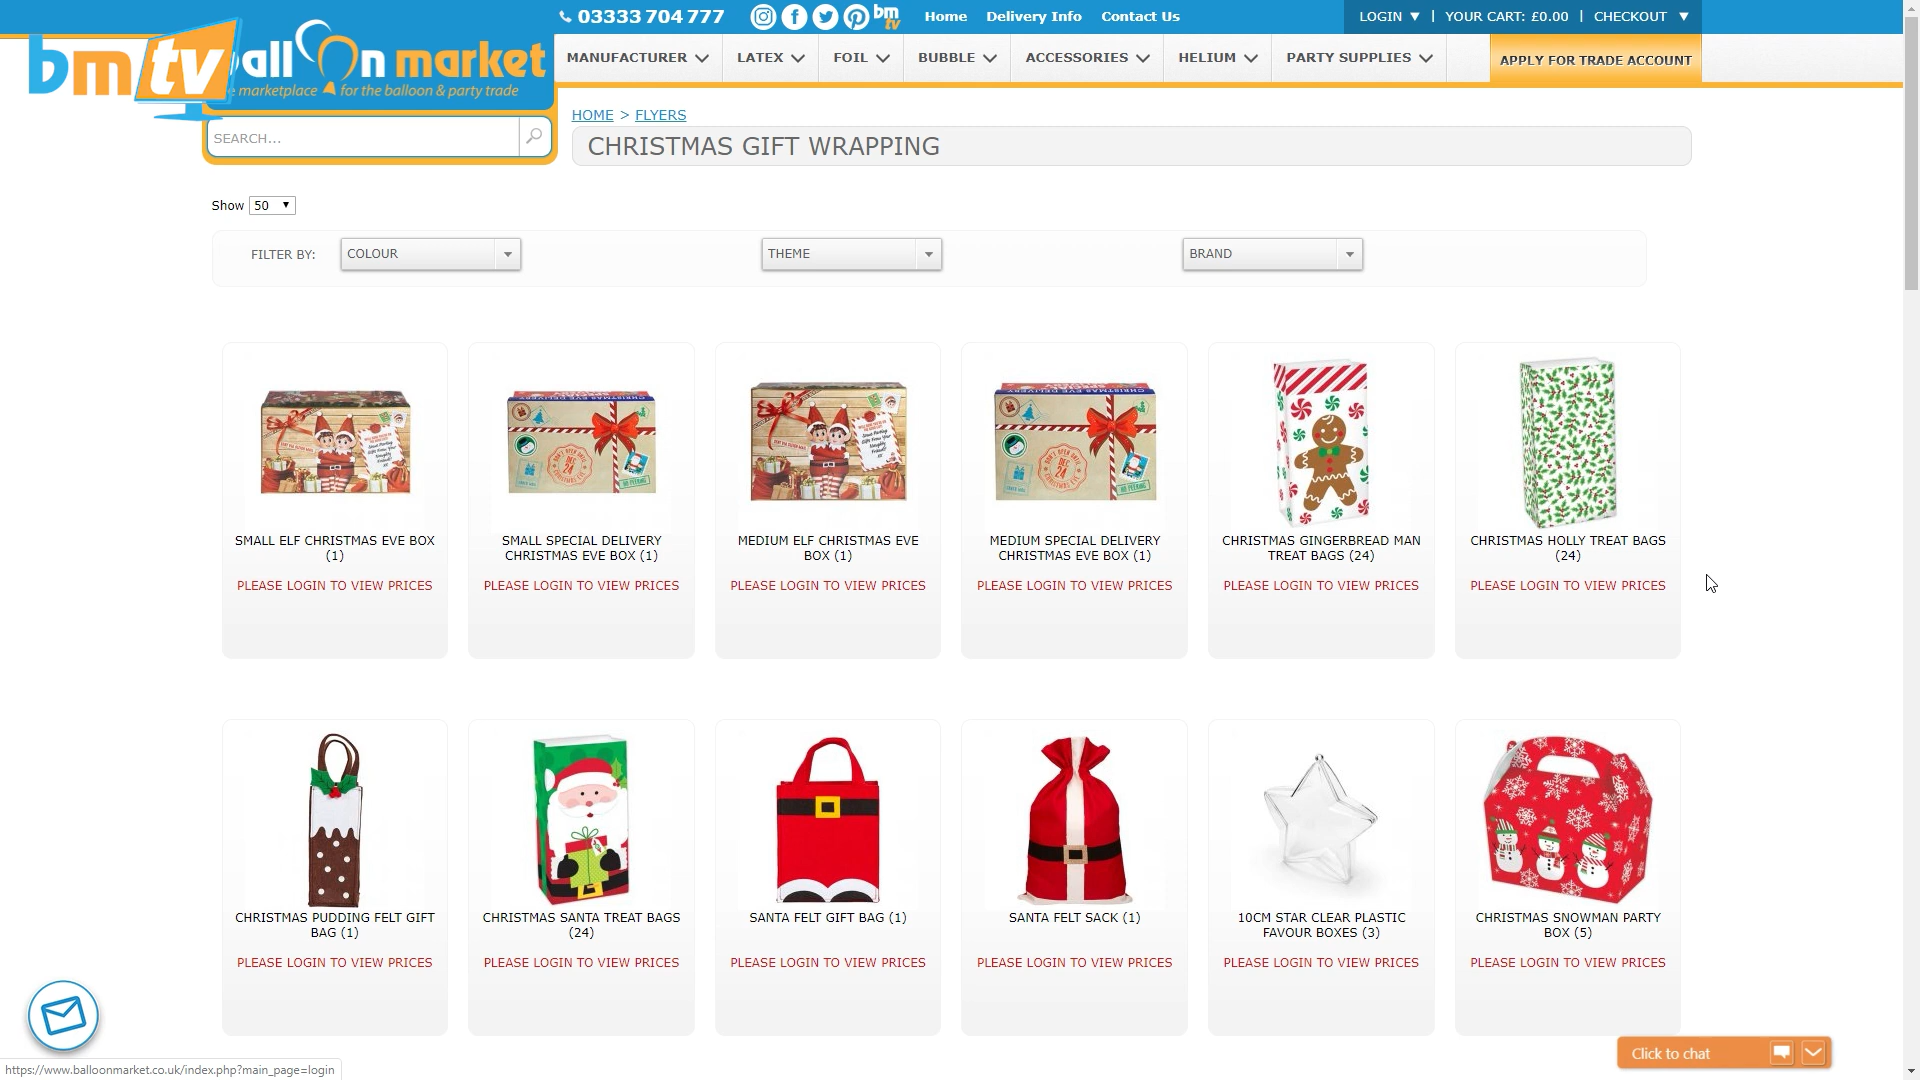 03333 704 777
bm tv
Home
Delivery Info
Contact Us
LOGIN ▼ | YOUR CART: £0.00 | CHECKOUT ▼
bmtv
balloon market
marketplace for the balloon & party trade
MANUFACTURER
LATEX
FOIL
BUBBLE
ACCESSORIES
HELIUM
PARTY SUPPLIES
APPLY FOR TRADE ACCOUNT
SEARCH...
HOME > FLYERS
CHRISTMAS GIFT WRAPPING
Show 50
FILTER BY:
COLOUR
THEME
BRAND
SMALL ELF CHRISTMAS EVE BOX
(1)
PLEASE LOGIN TO VIEW PRICES
SMALL SPECIAL DELIVERY
CHRISTMAS EVE BOX (1)
PLEASE LOGIN TO VIEW PRICES
MEDIUM ELF CHRISTMAS EVE
BOX (1)
PLEASE LOGIN TO VIEW PRICES
MEDIUM SPECIAL DELIVERY
CHRISTMAS EVE BOX (1)
PLEASE LOGIN TO VIEW PRICES
CHRISTMAS GINGERBREAD MAN
TREAT BAGS (24)
PLEASE LOGIN TO VIEW PRICES
CHRISTMAS HOLLY TREAT BAGS
(24)
PLEASE LOGIN TO VIEW PRICES
CHRISTMAS PUDDING FELT GIFT
BAG (1)
PLEASE LOGIN TO VIEW PRICES
CHRISTMAS SANTA TREAT BAGS
(24)
PLEASE LOGIN TO VIEW PRICES
SANTA FELT GIFT BAG (1)
PLEASE LOGIN TO VIEW PRICES
SANTA FELT SACK (1)
PLEASE LOGIN TO VIEW PRICES
10CM STAR CLEAR PLASTIC
FAVOUR BOXES (3)
PLEASE LOGIN TO VIEW PRICES
CHRISTMAS SNOWMAN PARTY
BOX (5)
PLEASE LOGIN TO VIEW PRICES
Click to chat
https://www.balloonmarket.co.uk/index.php?main_page=login